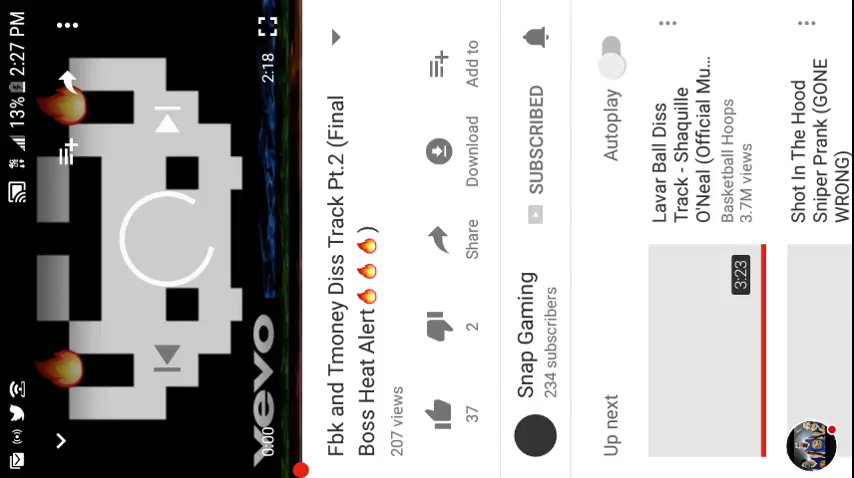 13% 2:27 PM
vevo
0:00
2:18
Fbk and Tmoney Diss Track Pt.2 (Final
Boss Heat Alert🔥🔥🔥)
207 views
37
2
Share
Download
Add to
Snap Gaming
234 subscribers
SUBSCRIBED
Up next
Autoplay
3:23
Lavar Ball Diss
Track - Shaquille
O'Neal (Official Mu...
Basketball Hoops
3.7M views
Shot In The Hood
Sniper Prank (GONE
WRONG)